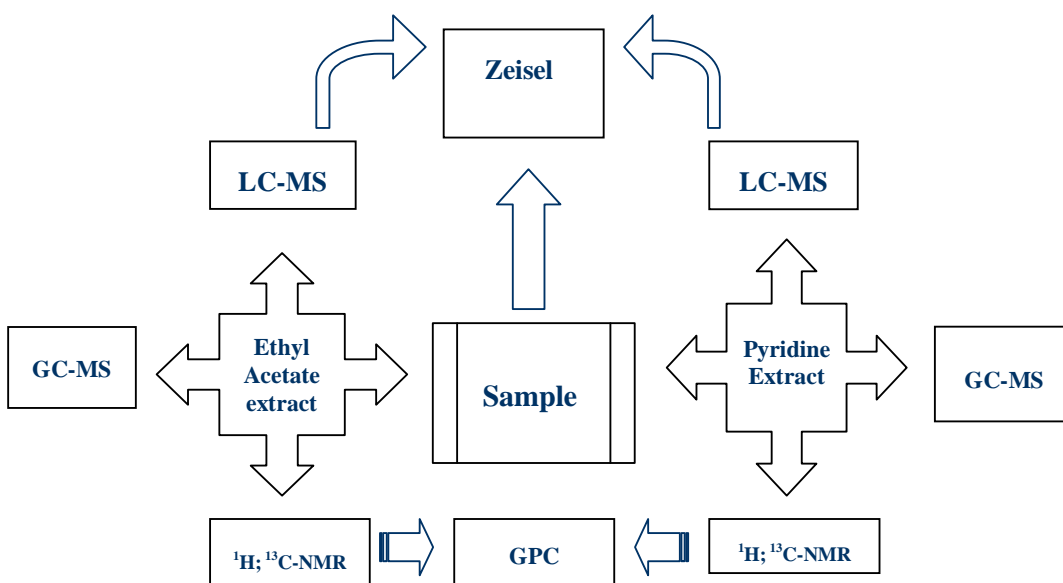 Zeisel
LC-MS
LC-MS
GC-MS
Ethyl
Acetate
extract
Sample
Pyridine
Extract
GC-MS
¹H; ¹³C-NMR
GPC
¹H; ¹³C-NMR